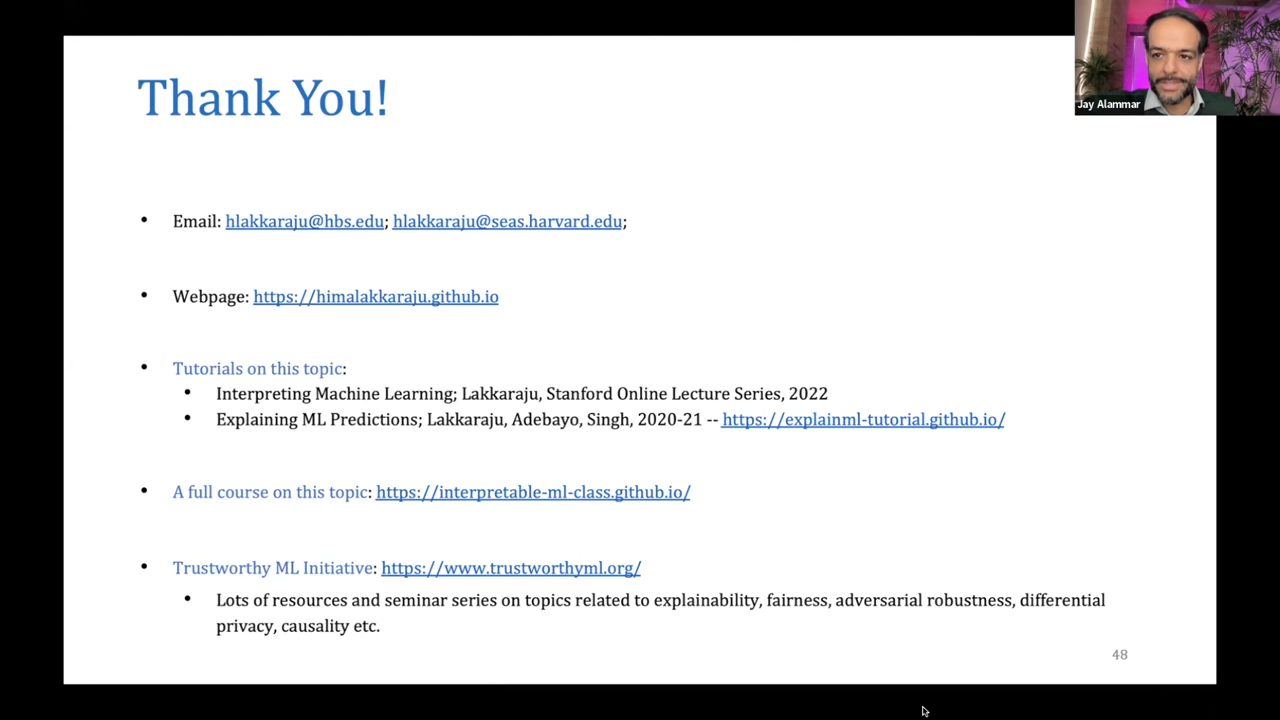 Thank You!
Jay Alammar
• Email: hlakkaraju@hbs.edu; hlakkaraju@seas.harvard.edu;
• Webpage: https://himalakkaraju.github.io
• Tutorials on this topic:
• Interpreting Machine Learning; Lakkaraju, Stanford Online Lecture Series, 2022
• Explaining ML Predictions; Lakkaraju, Adebayo, Singh, 2020-21 -- https://explainml-tutorial.github.io/
• A full course on this topic: https://interpretable-ml-class.github.io/
• Trustworthy ML Initiative: https://www.trustworthyml.org/
• Lots of resources and seminar series on topics related to explainability, fairness, adversarial robustness, differential
privacy, causality etc.
48